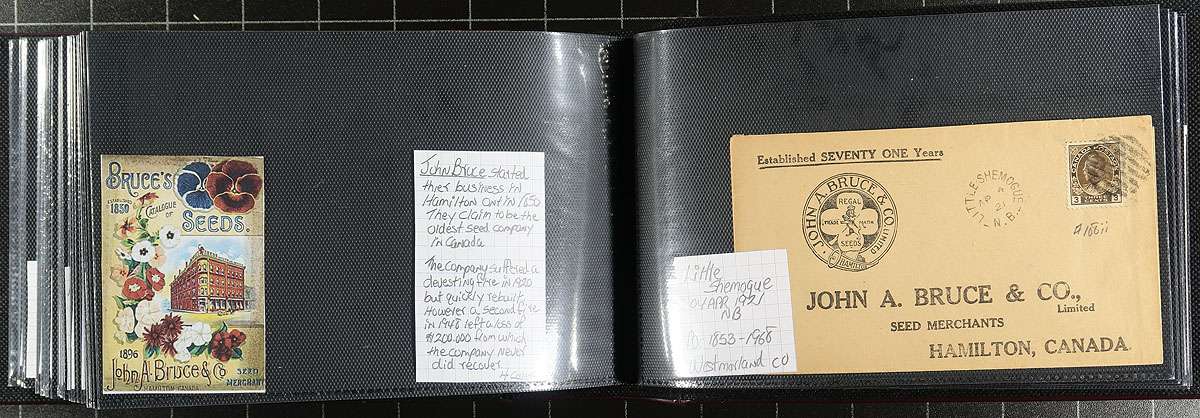 BRUCE'S
ESTABLISHED
1850
CATALOGUE
OF
SEEDS.
1896
John A. Bruce & Co
SEED
MERCHANTS
HAMILTON, CANADA
John Bruce started
thier business IN
Hamilton Ont IN 1850
They claim to be the
oldest seed company
IN Canada
The company suffered a
devesting fire in 1920
but quickly rebuilt.
However a second fire
in 1948 left a loss of
$1200.000 from which
the company never
did recover
Little
Shemogue
APR 1921
NB
1853-1968
Westmorland CO
Established SEVENTY ONE Years
JOHN A. BRUCE & CO. LIMITED
REGAL
TRADE MARK
SEEDS
HAMILTON
LITTLE SHEMOGUE
4
AP
21
N.B.
CANADA POSTAGE
3 THREE CENTS 3
JOHN A. BRUCE & CO.,
Limited
SEED MERCHANTS
HAMILTON, CANADA